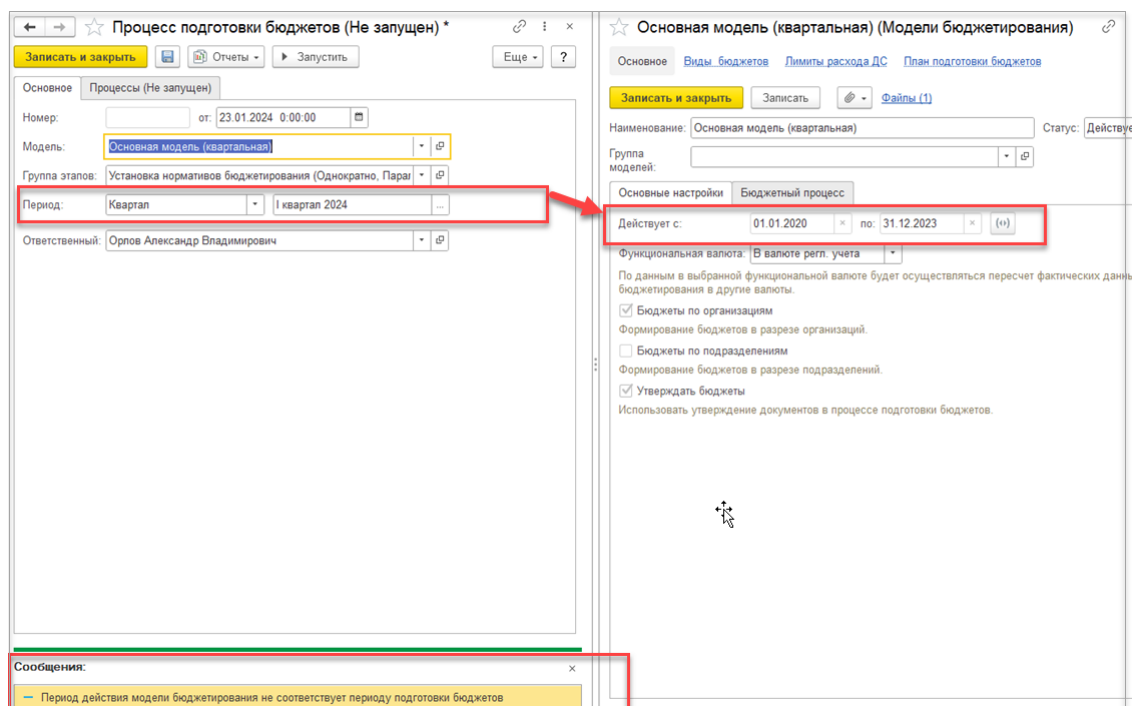 Процесс подготовки бюджетов (Не запущен) *
Записать и закрыть Отчеты Запустить Еще ?
Основное Процессы (Не запущен)
Номер: от: 23.01.2024 0:00:00
Модель: Основная модель (квартальная)
Группа этапов: Установка нормативов бюджетирования (Однократно, Парал
Период: Квартал I квартал 2024 ...
Ответственный: Орлов Александр Владимирович
Сообщения:
Период действия модели бюджетирования не соответствует периоду подготовки бюджетов
Основная модель (квартальная) (Модели бюджетирования)
Основное Виды бюджетов Лимиты расхода ДС План подготовки бюджетов
Записать и закрыть Записать Файлы (1)
Наименование: Основная модель (квартальная) Статус: Действуе
Группа
моделей:
Основные настройки Бюджетный процесс
Действует с: 01.01.2020 по: 31.12.2023
Функциональная валюта: В валюте регл. учета
По данным в выбранной функциональной валюте будет осуществляться пересчет фактических данны
бюджетирования в другие валюты.
Бюджеты по организациям
Формирование бюджетов в разрезе организаций.
Бюджеты по подразделениям
Формирование бюджетов в разрезе подразделений.
Утверждать бюджеты
Использовать утверждение документов в процессе подготовки бюджетов.